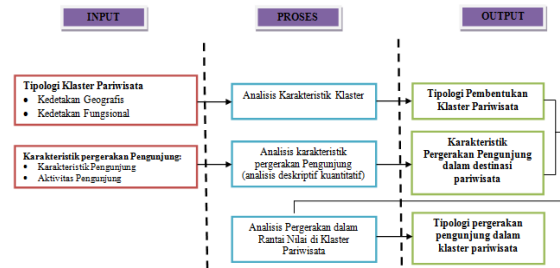 INPUT
PROSES
OUTPUT
Tipologi Klaster Pariwisata
• Kedetakan Geografis
• Kedetakan Fungsional
Analisis Karakteristik Klaster
Tipologi Pembentukan
Klaster Pariwisata
Karakteristik pergerakan Pengunjung:
• Karakteristik Pengunjung
• Aktivitas Pengunjung
Analisis karakteristik
pergerakan Pengunjung
(analisis deskriptif kuantitatif)
Karakteristik
Pergerakan Pengunjung
dalam destinasi
pariwisata
Analisis Pergerakan dalam
Rantai Nilai di Klaster
Pariwisata
Tipologi pergerakan
pengunjung dalam
klaster pariwisata